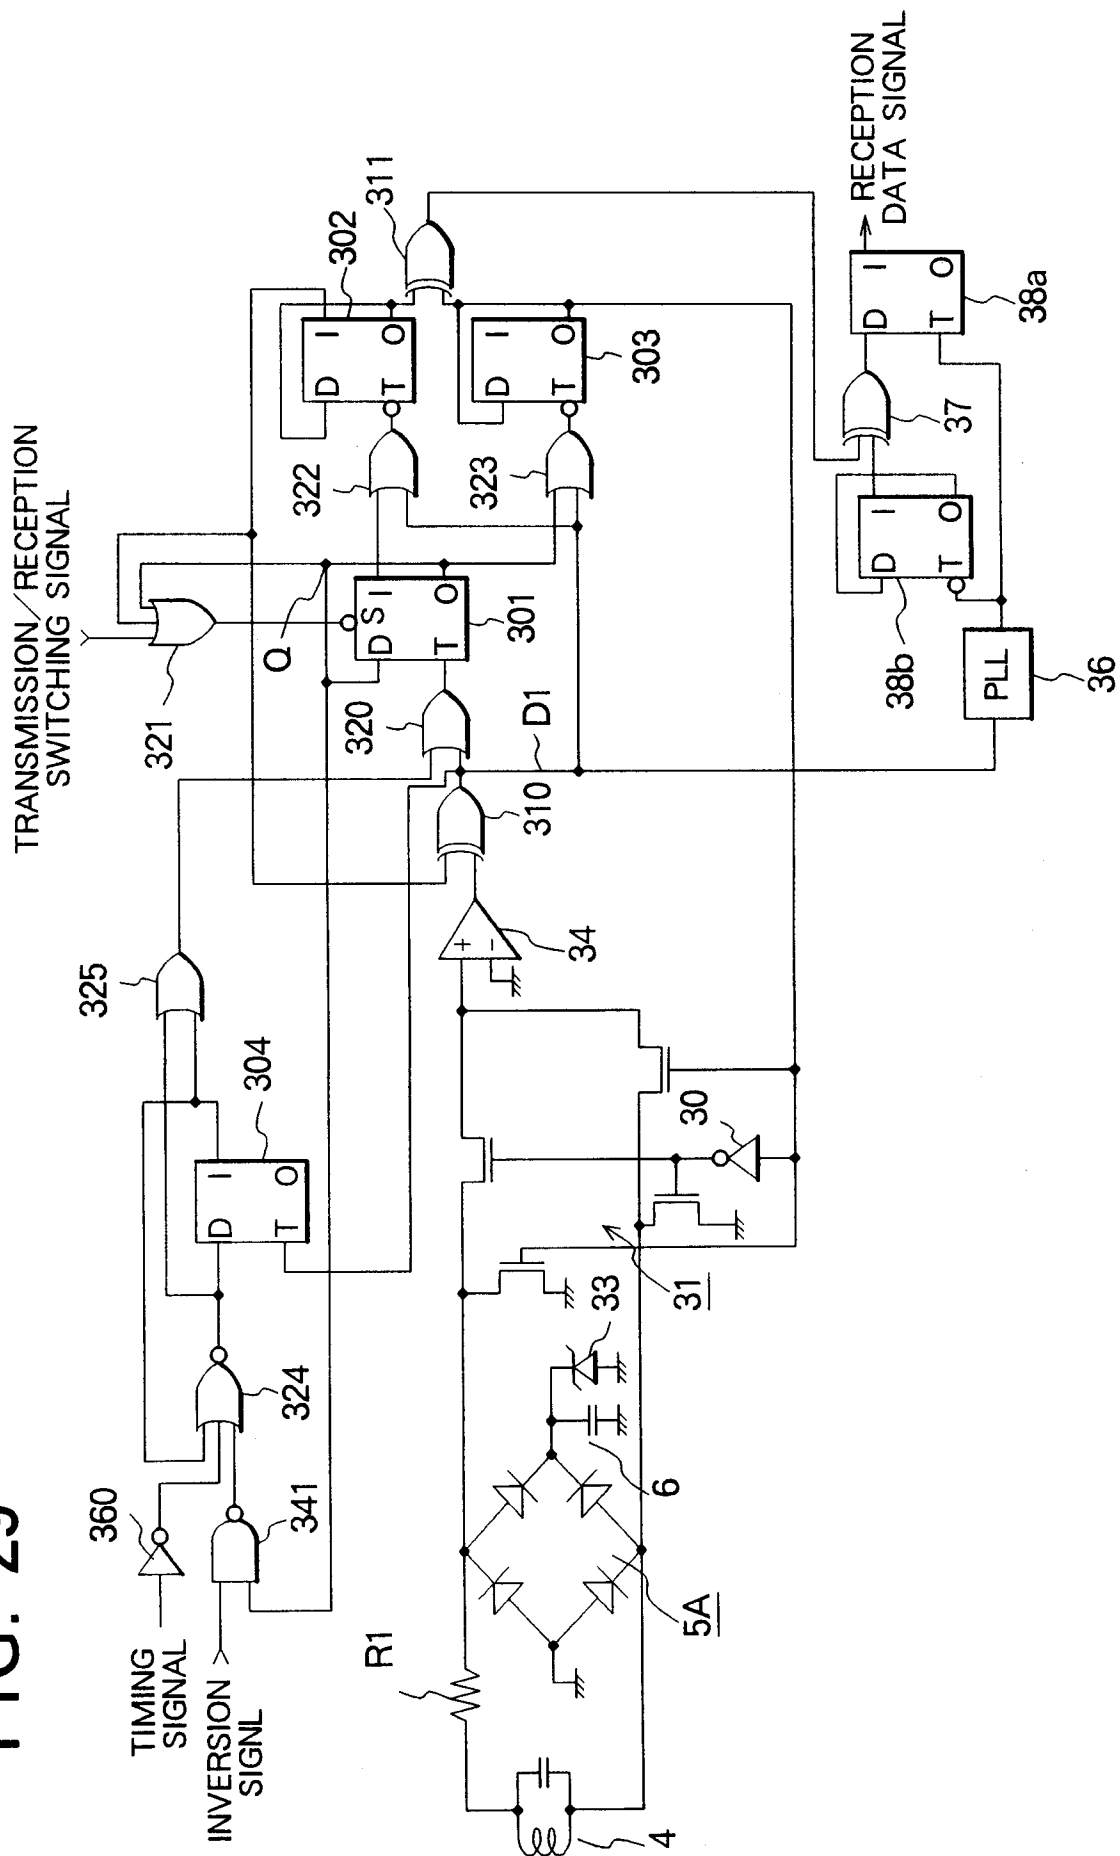 TRANSMISSION/RECEPTION
SWITCHING SIGNAL
321
Q
D
S
I
T
O
301
320
322
323
D
I
T
O
302
D
I
T
O
303
311
RECEPTION
DATA SIGNAL
D
I
T
O
38a
37
D
I
T
O
38b
PLL
36
D1
310
34
+
-
325
304
D
I
T
O
324
360
341
TIMING
SIGNAL
INVERSION
SIGNL
30
31
33
6
5A
R1
4